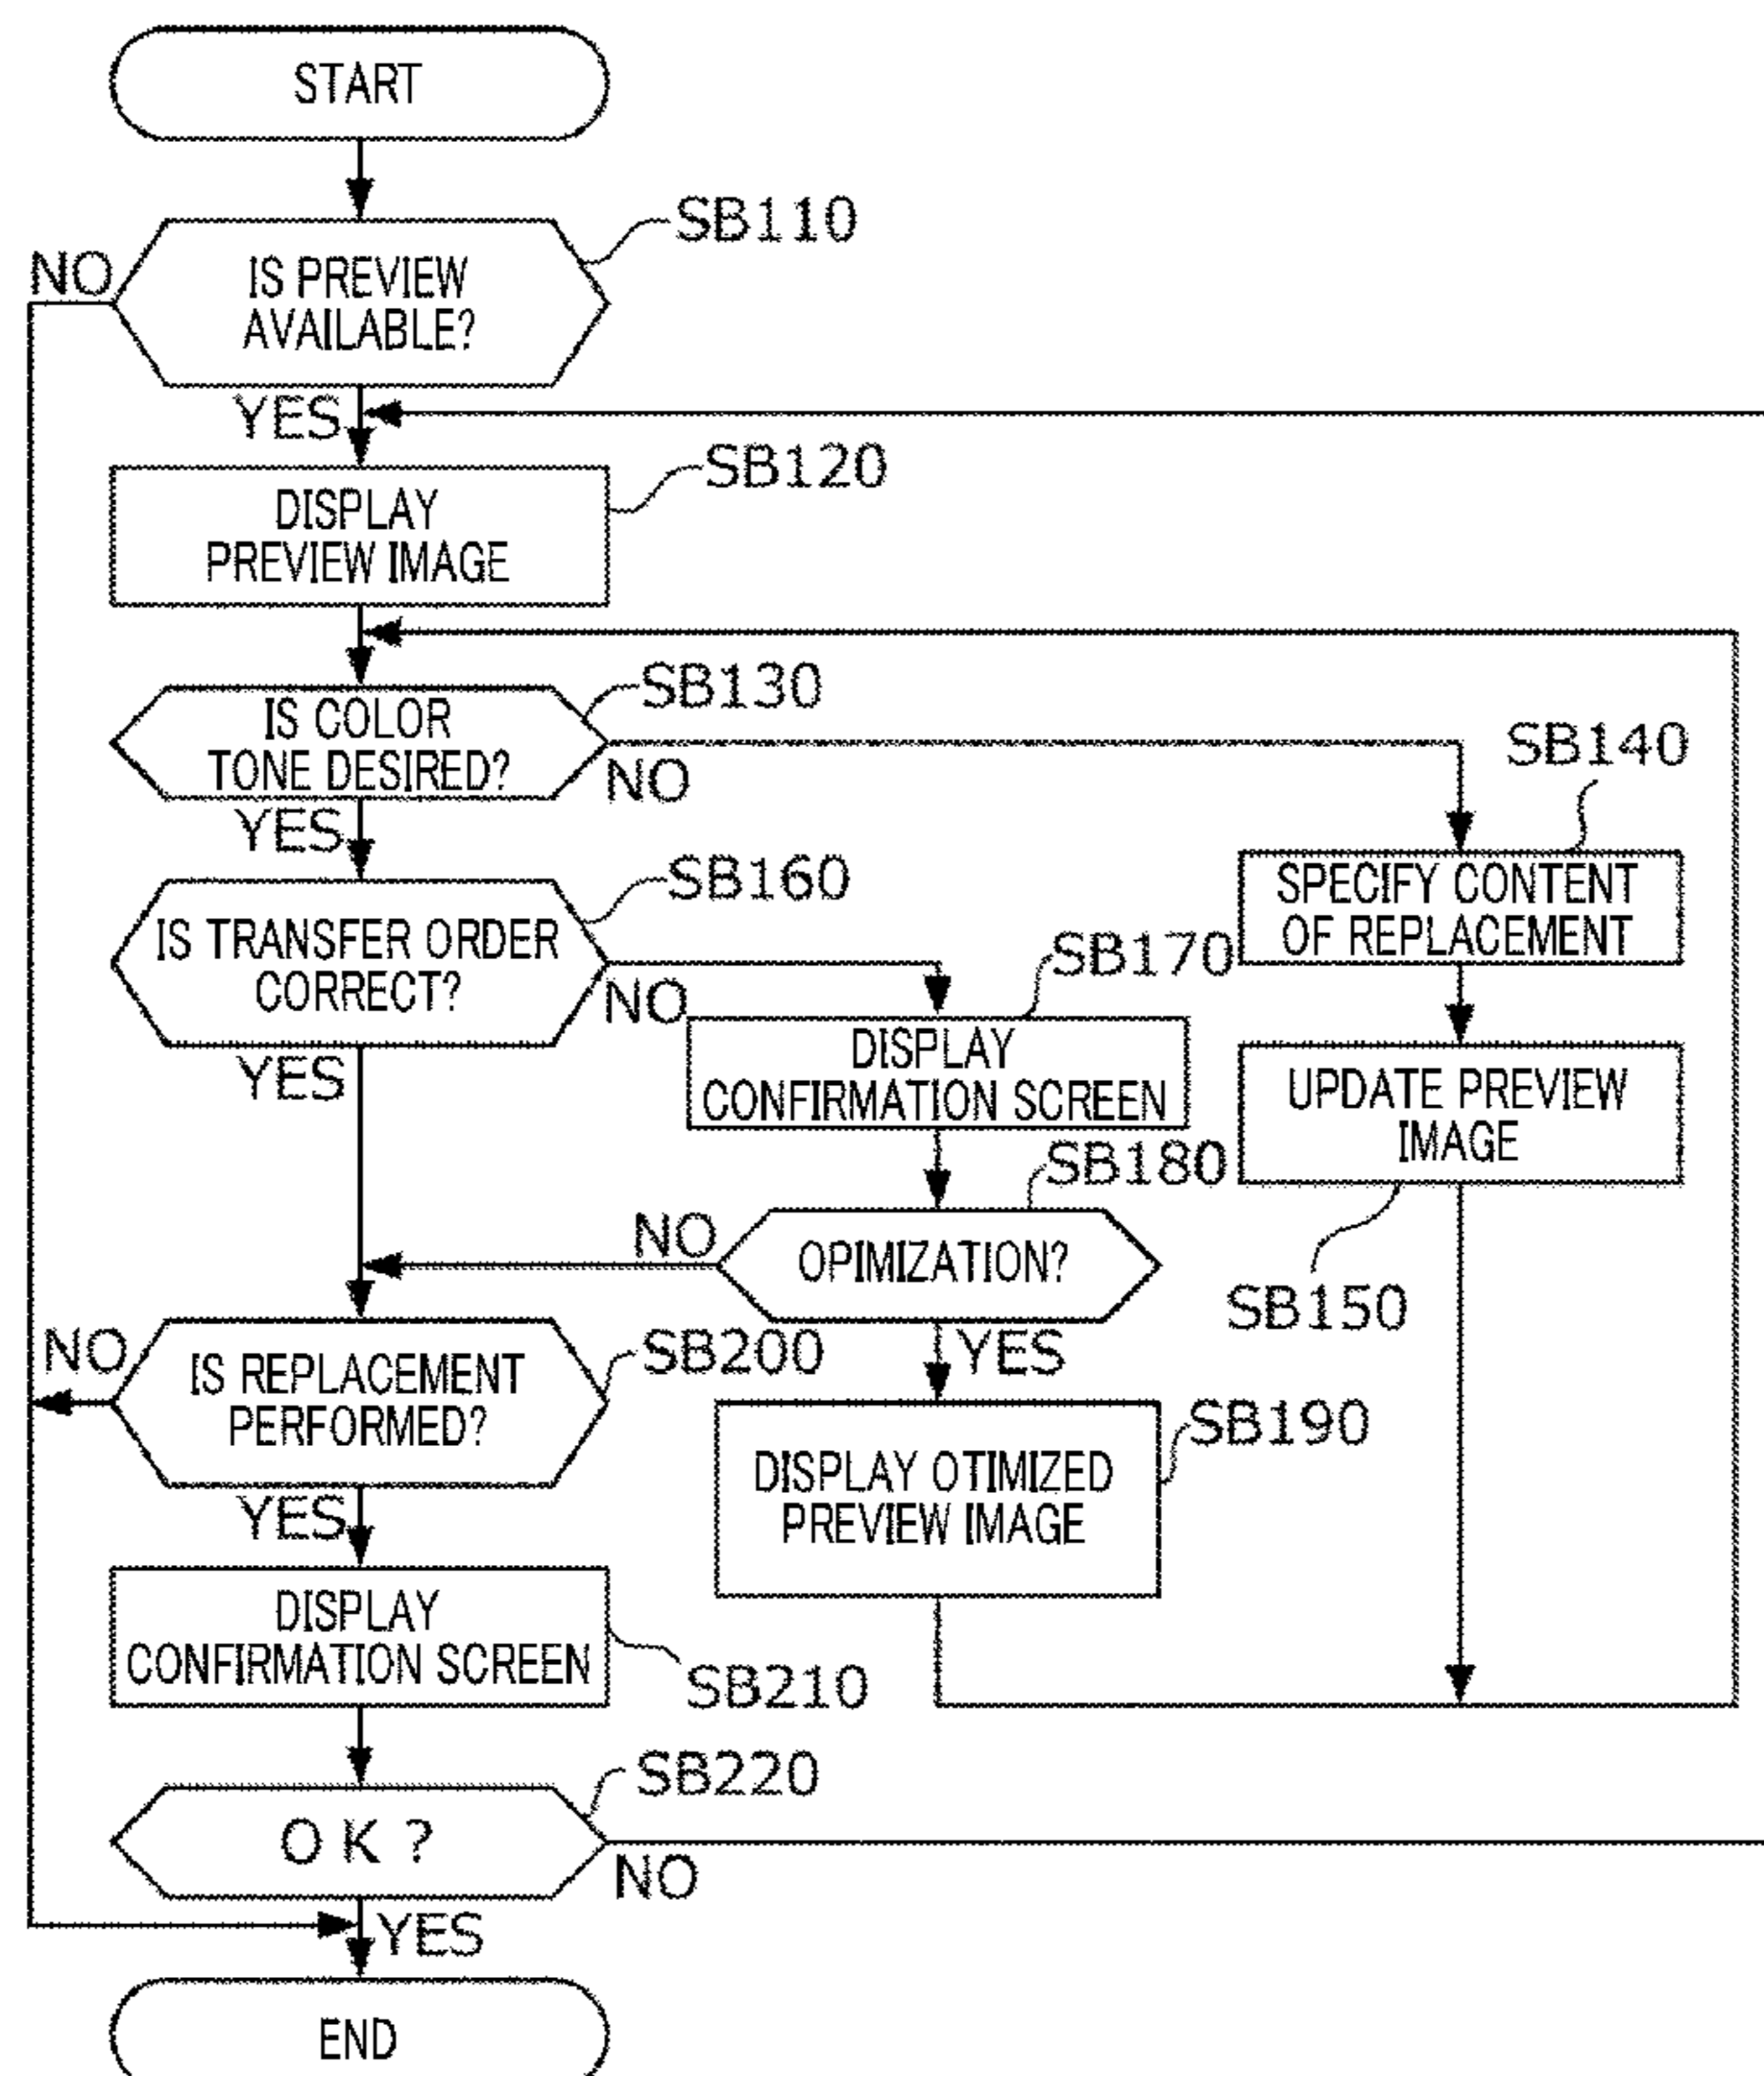 START
SB110
NO
IS PREVIEW
AVAILABLE?
YES
SB120
DISPLAY
PREVIEW IMAGE
SB130
IS COLOR
TONE DESIRED?
NO
YES
SB140
SPECIFY CONTENT
OF REPLACEMENT
SB160
IS TRANSFER ORDER
CORRECT?
NO
YES
SB170
DISPLAY
CONFIRMATION SCREEN
UPDATE PREVIEW
IMAGE
SB150
SB180
NO
OPIMIZATION?
YES
SB200
NO
IS REPLACEMENT
PERFORMED?
YES
SB190
DISPLAY OTIMIZED
PREVIEW IMAGE
DISPLAY
CONFIRMATION SCREEN
SB210
SB220
OK?
NO
YES
END